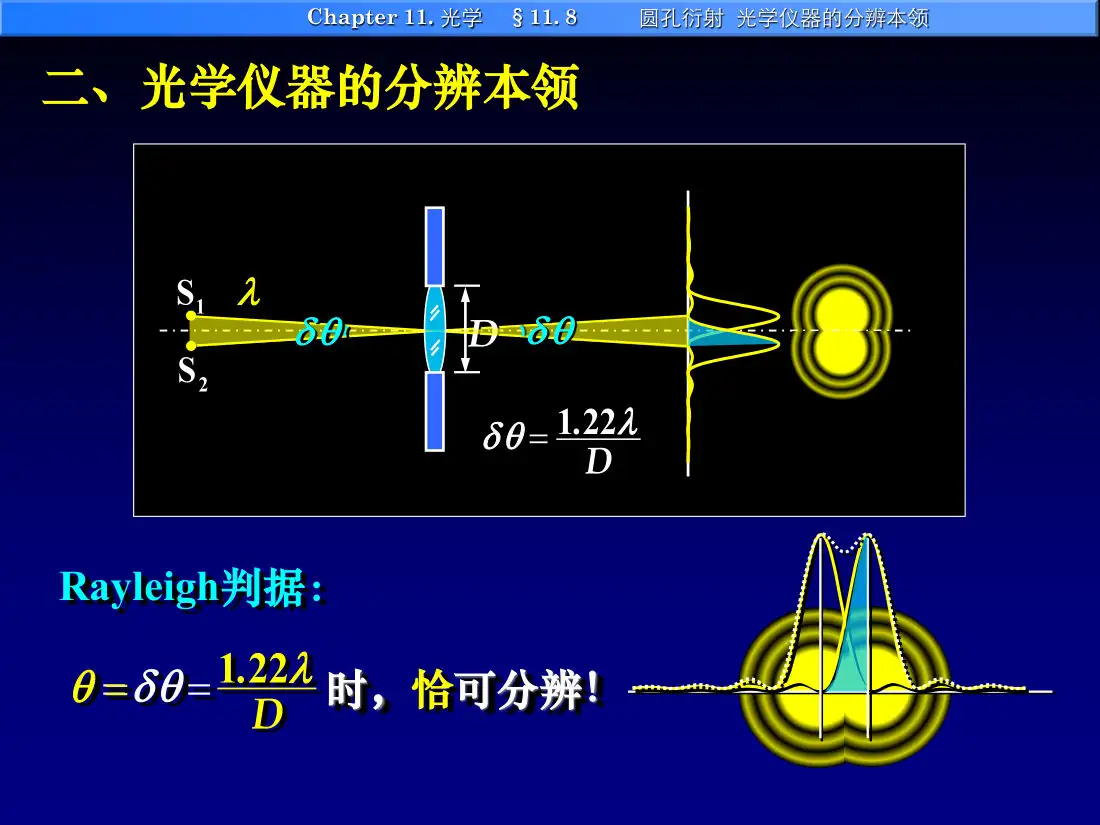 Chapter 11. 光学 §11. 8 圆孔衍射 光学仪器的分辨本领
二、光学仪器的分辨本领
S1 λ
δθ D δθ
S2
δθ = 1.22λ / D
Rayleigh判据：
θ = δθ = 1.22λ / D 时，恰可分辨！